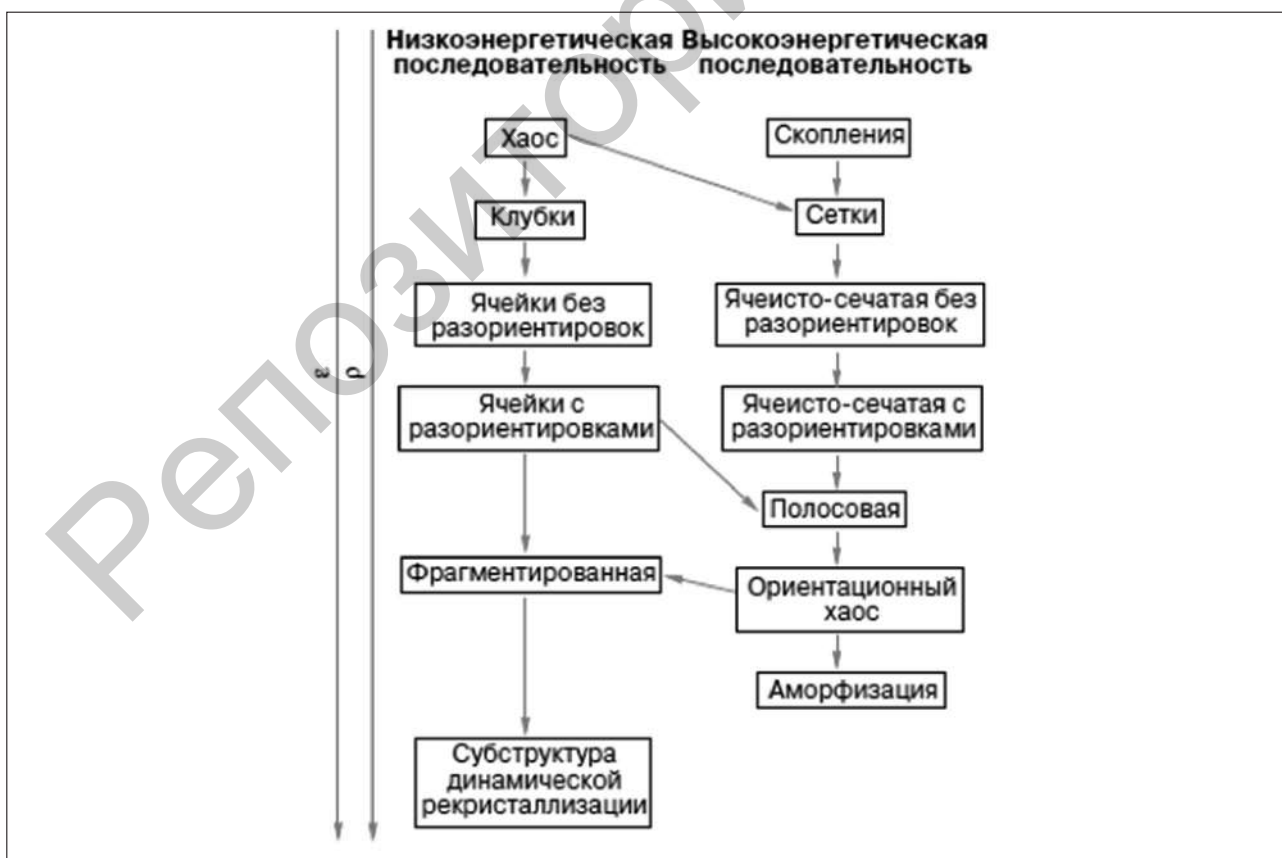 Низкоэнергетическая последовательность
Высокоэнергетическая последовательность
Хаос
Скопления
Клубки
Сетки
Ячейки без
разориентировок
Ячеисто-сечатая без
разориентировок
ε
ρ
Ячейки с
разориентировками
Ячеисто-сечатая с
разориентировками
Полосовая
Фрагментированная
Ориентационный
хаос
Аморфизация
Субструктура
динамической
рекристаллизации